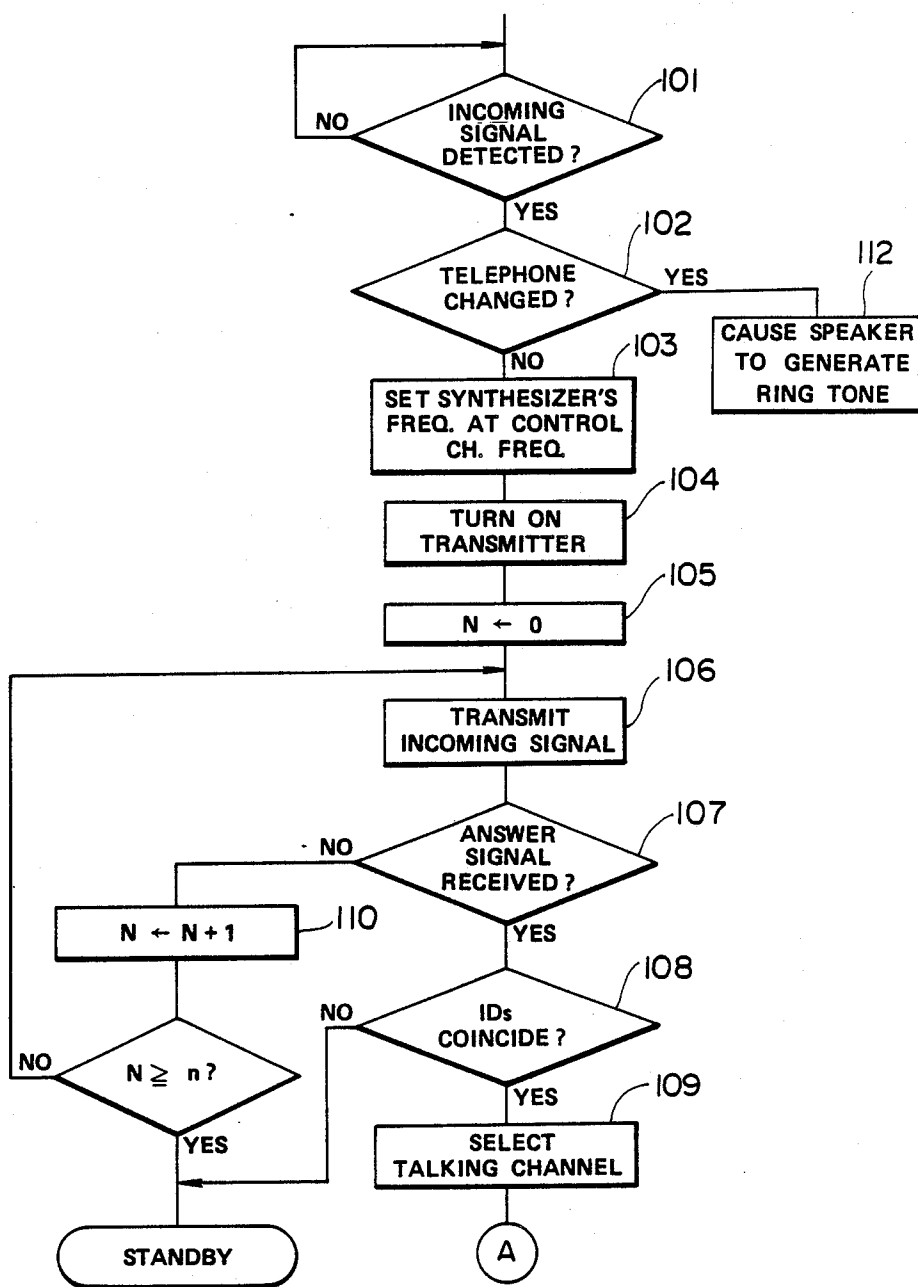 101
INCOMING
SIGNAL
DETECTED ?
NO
YES
102
TELEPHONE
CHANGED ?
YES
112
CAUSE SPEAKER
TO GENERATE
RING TONE
NO
103
SET SYNTHESIZER'S
FREQ. AT CONTROL
CH. FREQ.
104
TURN ON
TRANSMITTER
105
N ← 0
106
TRANSMIT
INCOMING SIGNAL
107
ANSWER
SIGNAL
RECEIVED ?
NO
YES
110
N ← N + 1
108
IDs
COINCIDE ?
NO
YES
N ≧ n ?
NO
YES
109
SELECT
TALKING CHANNEL
STANDBY
A